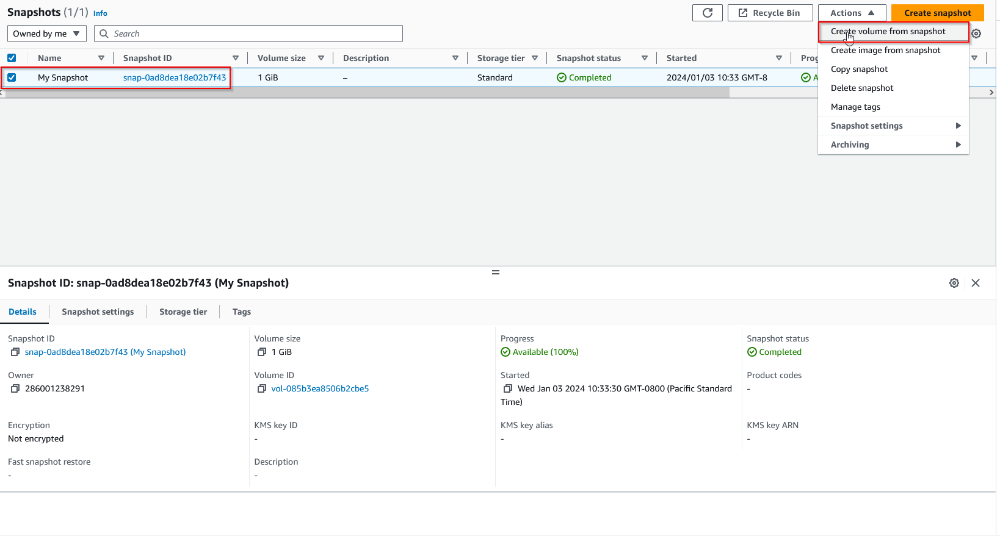 Snapshots (1/1) Info
Recycle Bin
Actions
Create snapshot
Owned by me
Search
Create volume from snapshot
Create image from snapshot
Copy snapshot
Delete snapshot
Manage tags
Snapshot settings
Archiving
Name Snapshot ID Volume size Description Storage tier Snapshot status Started
My Snapshot snap-0ad8dea18e02b7f43 1 GiB – Standard Completed 2024/01/03 10:33 GMT-8
Snapshot ID: snap-0ad8dea18e02b7f43 (My Snapshot)
Details Snapshot settings Storage tier Tags
Snapshot ID Volume size Progress Snapshot status
snap-0ad8dea18e02b7f43 (My Snapshot) 1 GiB Available (100%) Completed
Owner Volume ID Started Product codes
286001238291 vol-085b3ea8506b2cbe5 Wed Jan 03 2024 10:33:30 GMT-0800 (Pacific Standard -
Time)
Encryption KMS key ID KMS key alias KMS key ARN
Not encrypted - - -
Fast snapshot restore Description
- -